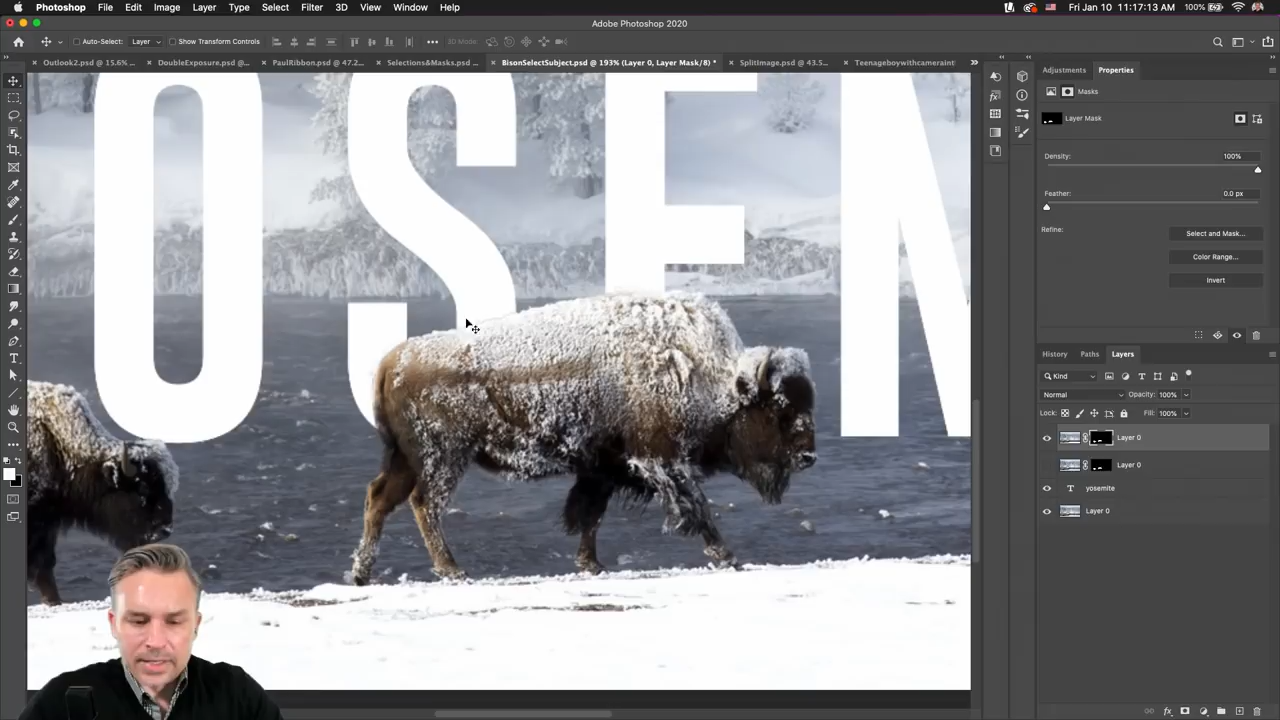 Photoshop File Edit Image Layer Type Select Filter 3D View Window Help
100% Fri Jan 10 11:17:13 AM
Adobe Photoshop 2020
Auto-Select: Layer Show Transform Controls 3D Mode:
Outlook2.psd @ 15.6% ... DoubleExposure.psd @... PaulRibbon.psd @ 47.2... Selections&Masks.psd ... BisonSelectSubject.psd @ 193% (Layer 0, Layer Mask/8) * SplitImage.psd @ 43.5... Teenageboywithcameraint
OSEM
Adjustments Properties
Masks
Layer Mask
Density: 100%
Feather: 0.0 px
Refine: Select and Mask...
Color Range...
Invert
History Paths Layers
Kind
Normal Opacity: 100%
Lock: Fill: 100%
Layer 0
Layer 0
T yosemite
Layer 0